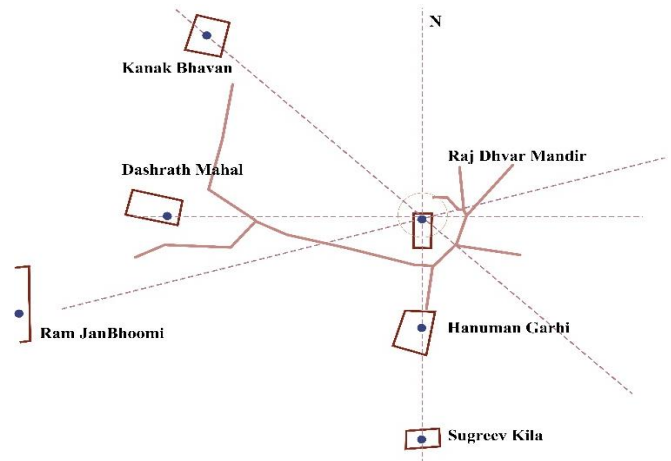 N
Kanak Bhavan
Raj Dhvar Mandir
Dashrath Mahal
Ram JanBhoomi
Hanuman Garhi
Sugreev Kila